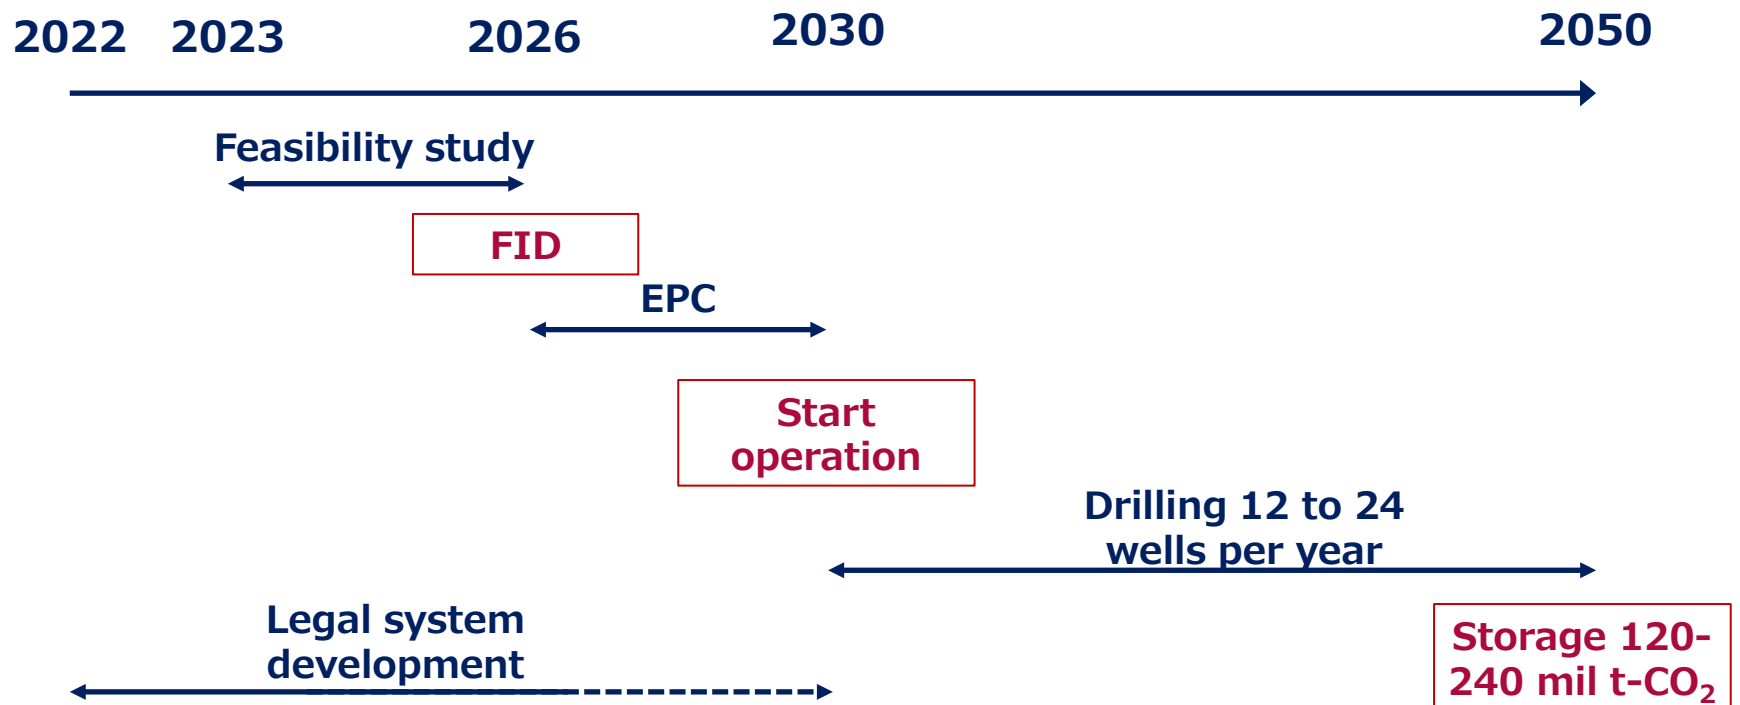 2022 2023 2026 2030 2050
Feasibility study
FID
EPC
Start
operation
Drilling 12 to 24
wells per year
Legal system
development
Storage 120-
240 mil t-CO₂